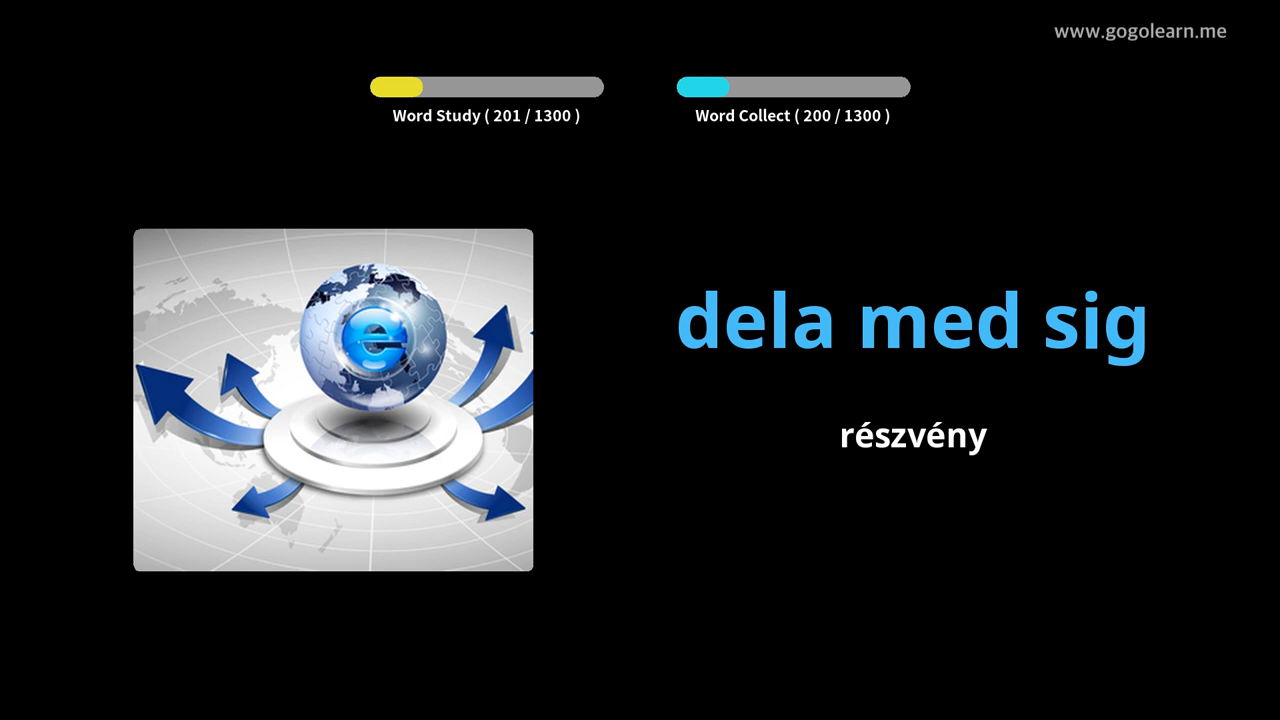 www.gogolearn.me
Word Study ( 201 / 1300 )
Word Collect ( 200 / 1300 )
e
dela med sig
részvény